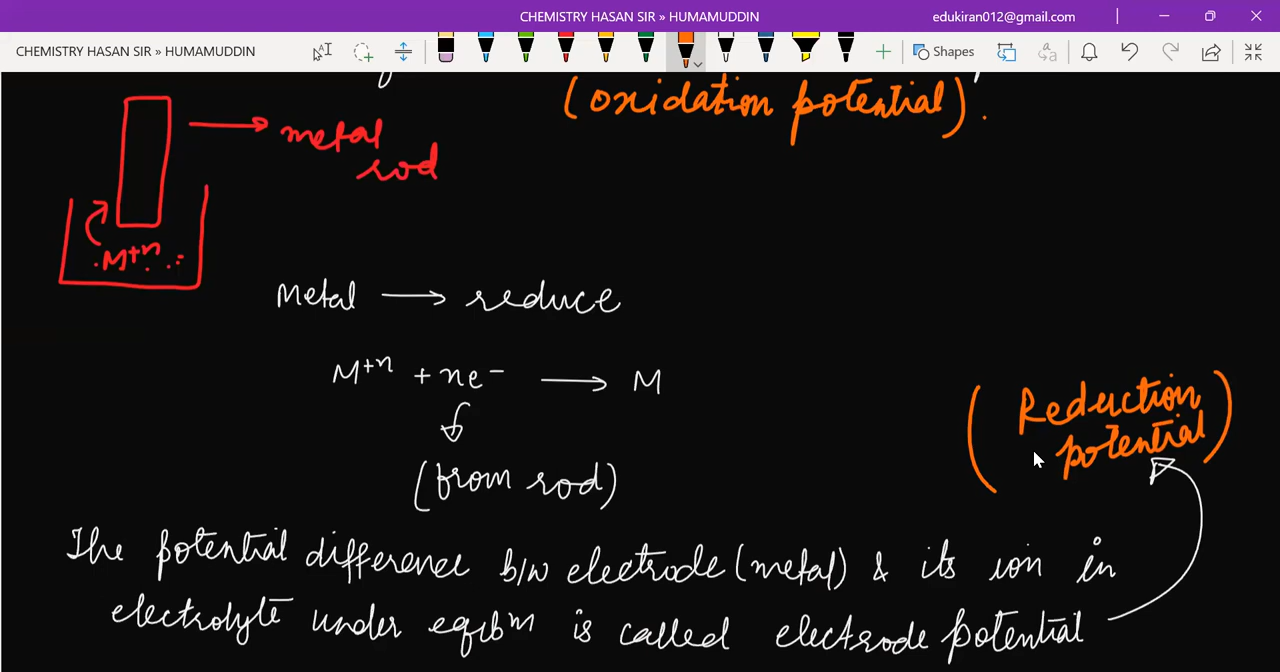 CHEMISTRY HASAN SIR » HUMAMUDDIN
edukiran012@gmail.com
CHEMISTRY HASAN SIR » HUMAMUDDIN
Shapes
(oxidation potential).
metal
rod
M+n
Metal → reduce
M+n + ne- → M
(from rod)
(Reduction
potential)
The potential difference b/w electrode (metal) & its ion in
electrolyte under eqibm is called electrode potential